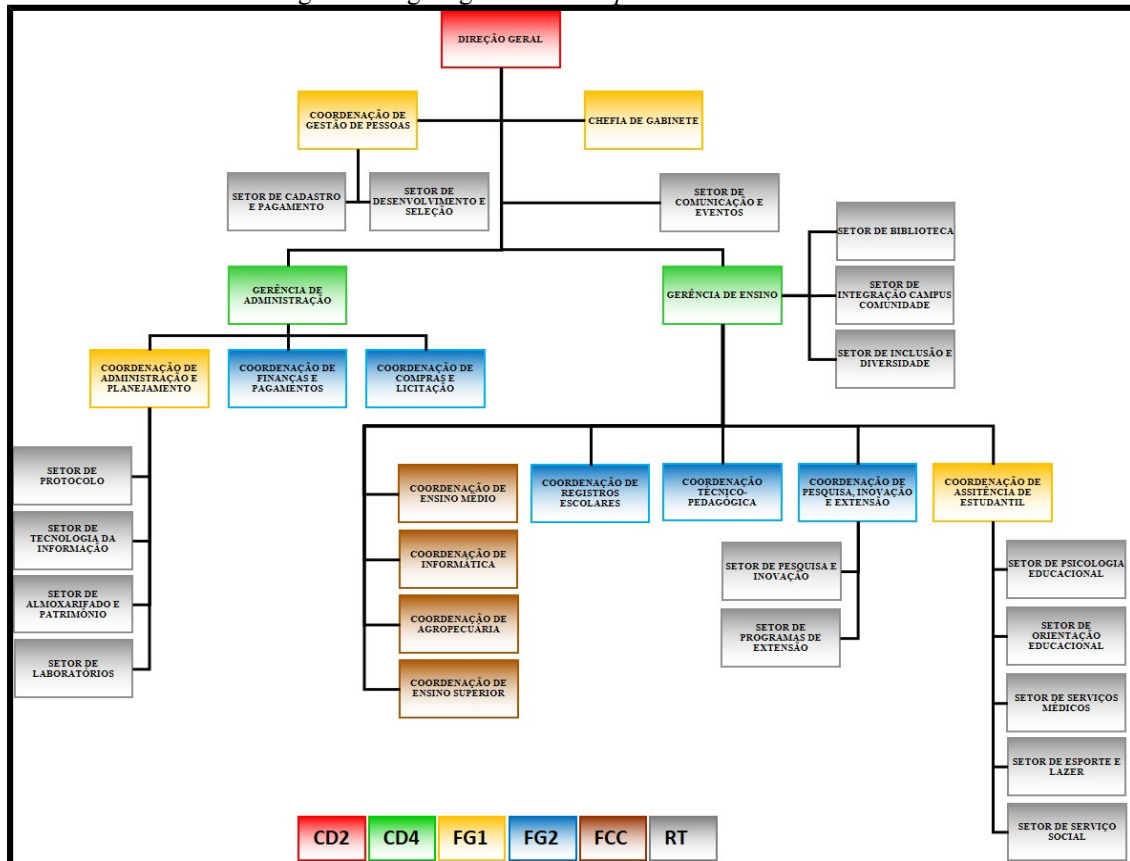 DIREÇÃO GERAL
COORDENAÇÃO DE
GESTÃO DE PESSOAS
CHEFIA DE GABINETE
SETOR DE CADASTRO
E PAGAMENTO
SETOR DE
DESENVOLVIMENTO E
SELEÇÃO
SETOR DE
COMUNICAÇÃO E
EVENTOS
SETOR DE BIBLIOTECA
GERÊNCIA DE
ADMINISTRAÇÃO
GERÊNCIA DE ENSINO
SETOR DE
INTEGRAÇÃO CAMPUS
COMUNIDADE
SETOR DE INCLUSÃO E
DIVERSIDADE
COORDENAÇÃO DE
ADMINISTRAÇÃO E
PLANEJAMENTO
COORDENAÇÃO DE
FINANÇAS E
PAGAMENTOS
COORDENAÇÃO DE
COMPRAS E
LICITAÇÃO
SETOR DE
PROTOCOLO
SETOR DE
TECNOLOGIA DA
INFORMAÇÃO
SETOR DE
ALMOXARIFADO E
PATRIMÔNIO
SETOR DE
LABORATÓRIOS
COORDENAÇÃO DE
ENSINO MÉDIO
COORDENAÇÃO DE
INFORMÁTICA
COORDENAÇÃO DE
AGROPECUÁRIA
COORDENAÇÃO DE
ENSINO SUPERIOR
COORDENAÇÃO DE
REGISTROS
ESCOLARES
COORDENAÇÃO
TÉCNICO-
PEDAGÓGICA
COORDENAÇÃO DE
PESQUISA, INOVAÇÃO
E EXTENSÃO
COORDENAÇÃO DE
ASSITÊNCIA DE
ESTUDANTIL
SETOR DE PESQUISA E
INOVAÇÃO
SETOR DE
PROGRAMAS DE
EXTENSÃO
SETOR DE PSICOLOGIA
EDUCACIONAL
SETOR DE
ORIENTAÇÃO
EDUCACIONAL
SETOR DE SERVIÇOS
MÉDICOS
SETOR DE ESPORTE E
LAZER
SETOR DE SERVIÇO
SOCIAL
CD2 CD4 FG1 FG2 FCC RT